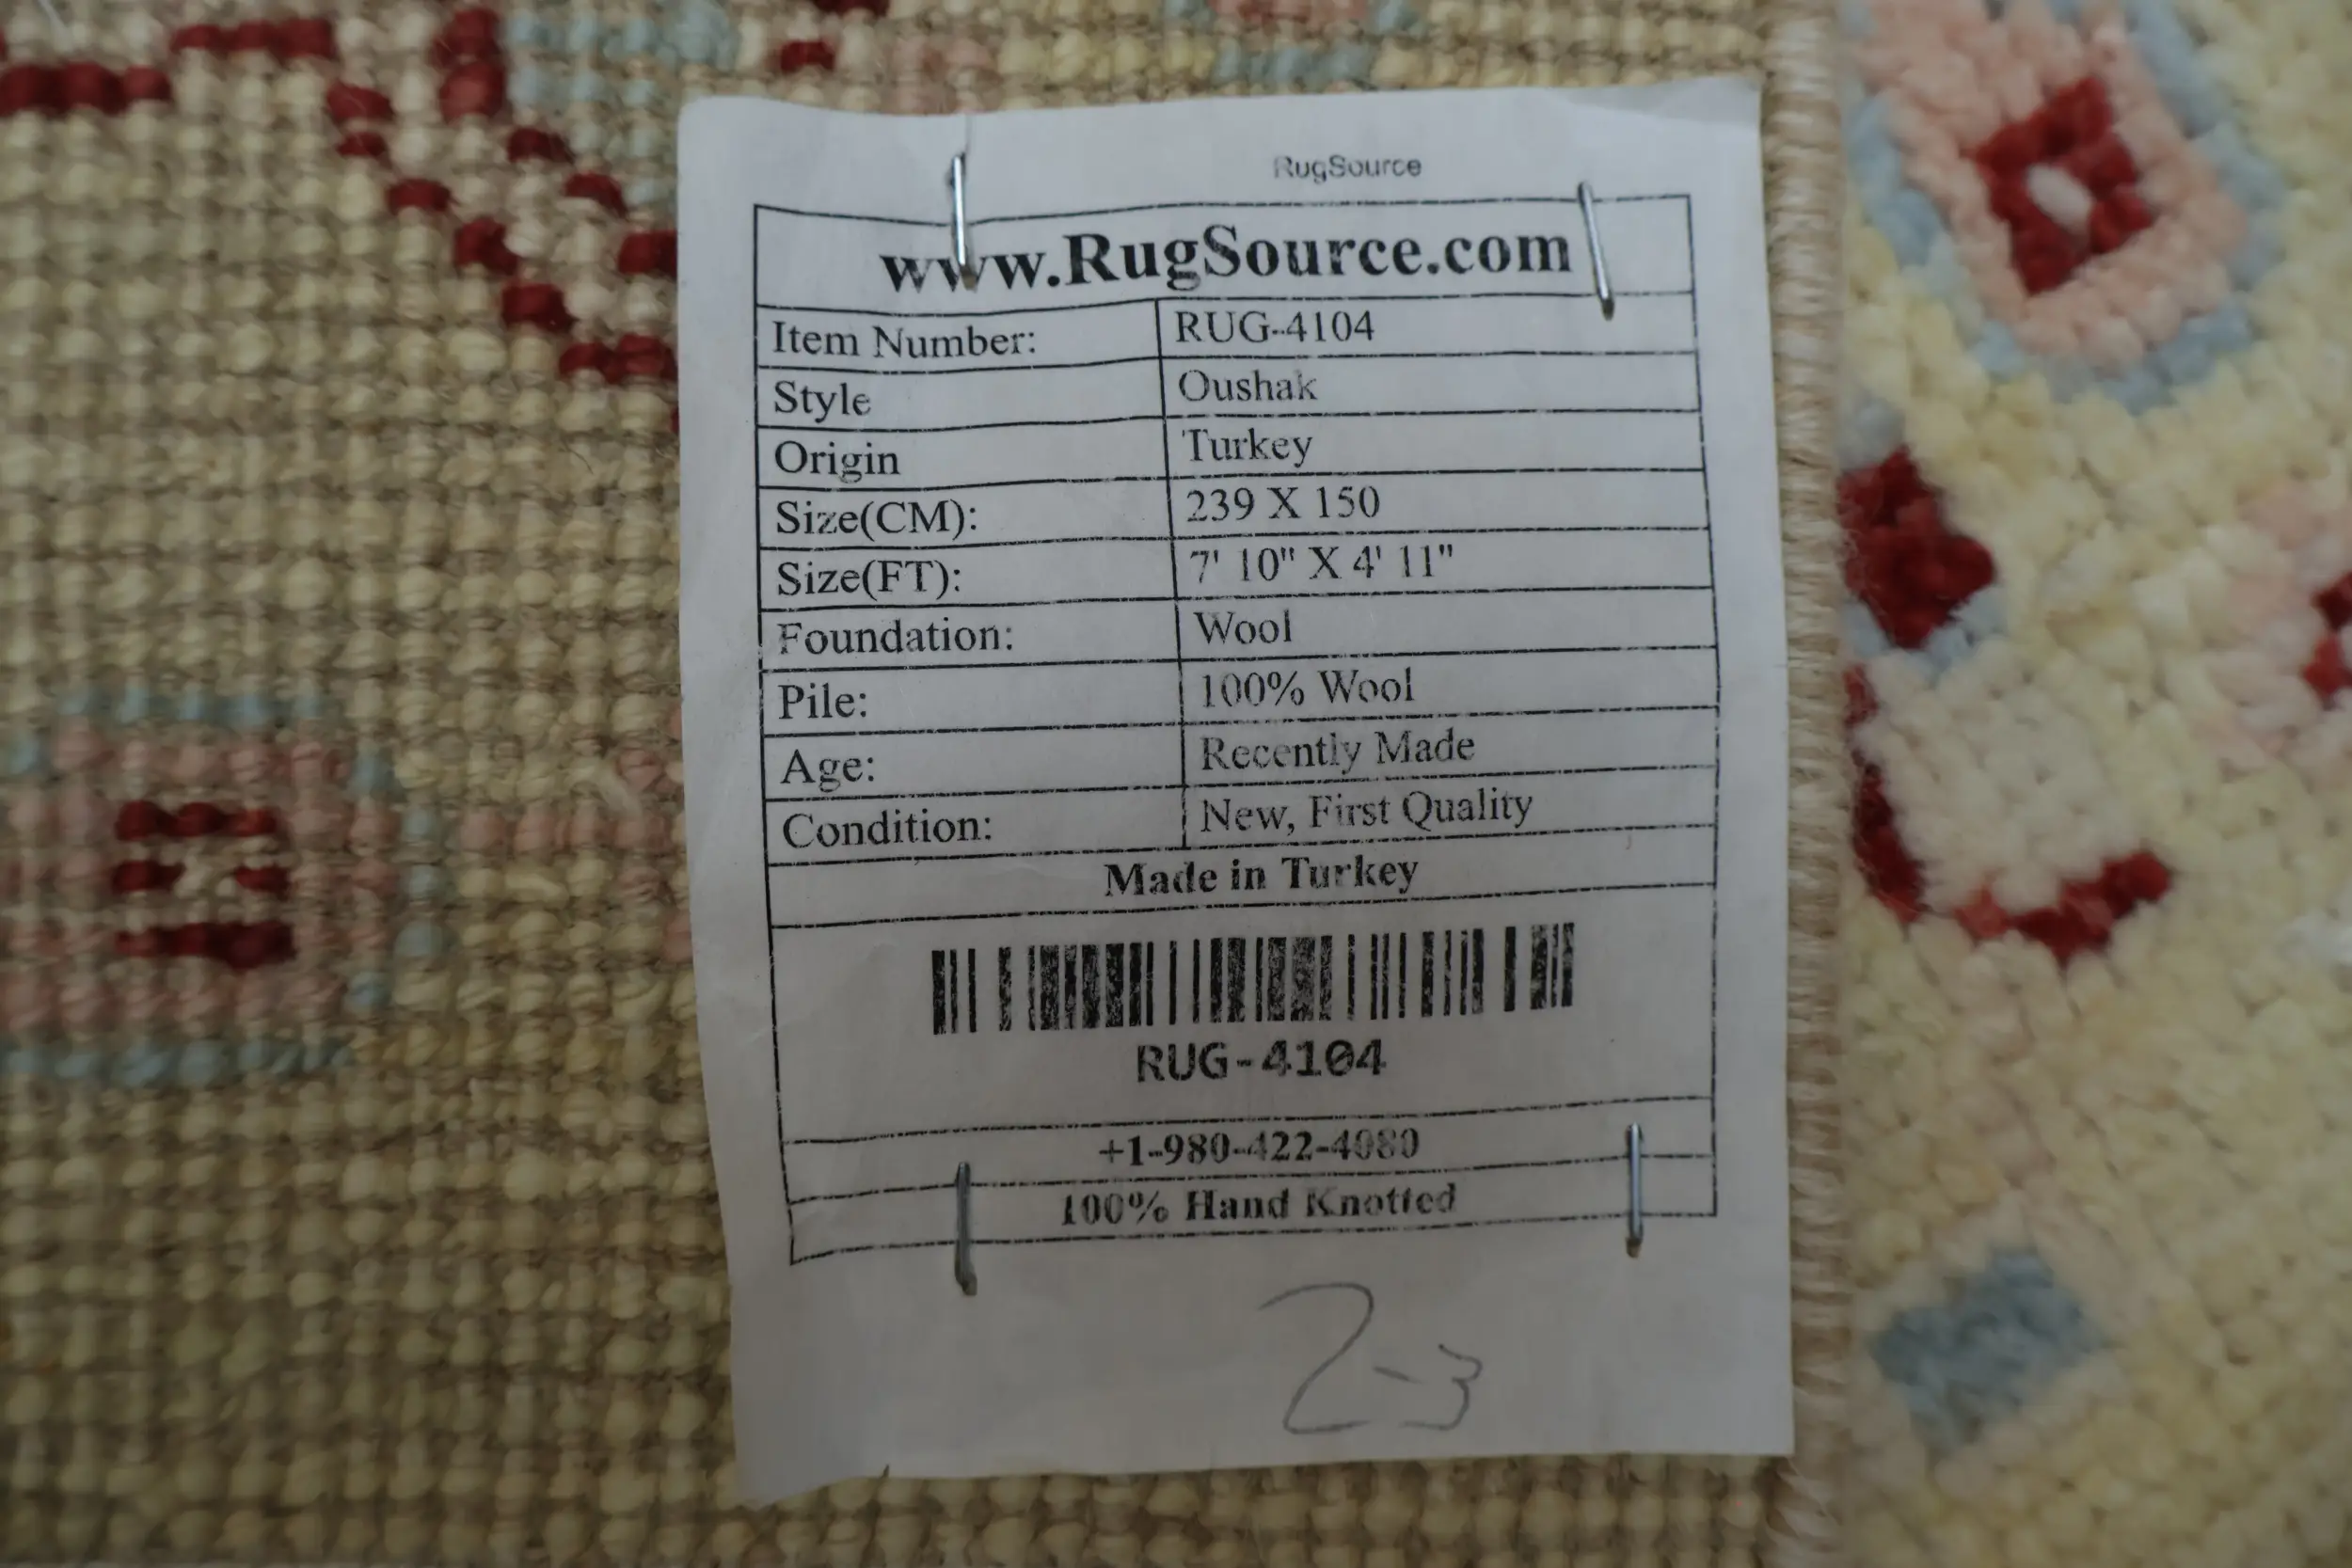 RugSource
www.RugSource.com
Item Number: RUG-4104
Style Oushak
Origin Turkey
Size(CM): 239 X 150
Size(FT): 7' 10" X 4' 11"
Foundation: Wool
Pile: 100% Wool
Age: Recently Made
Condition: New, First Quality
Made in Turkey
RUG-4104
+1-980-422-4080
100% Hand Knotted
2-3